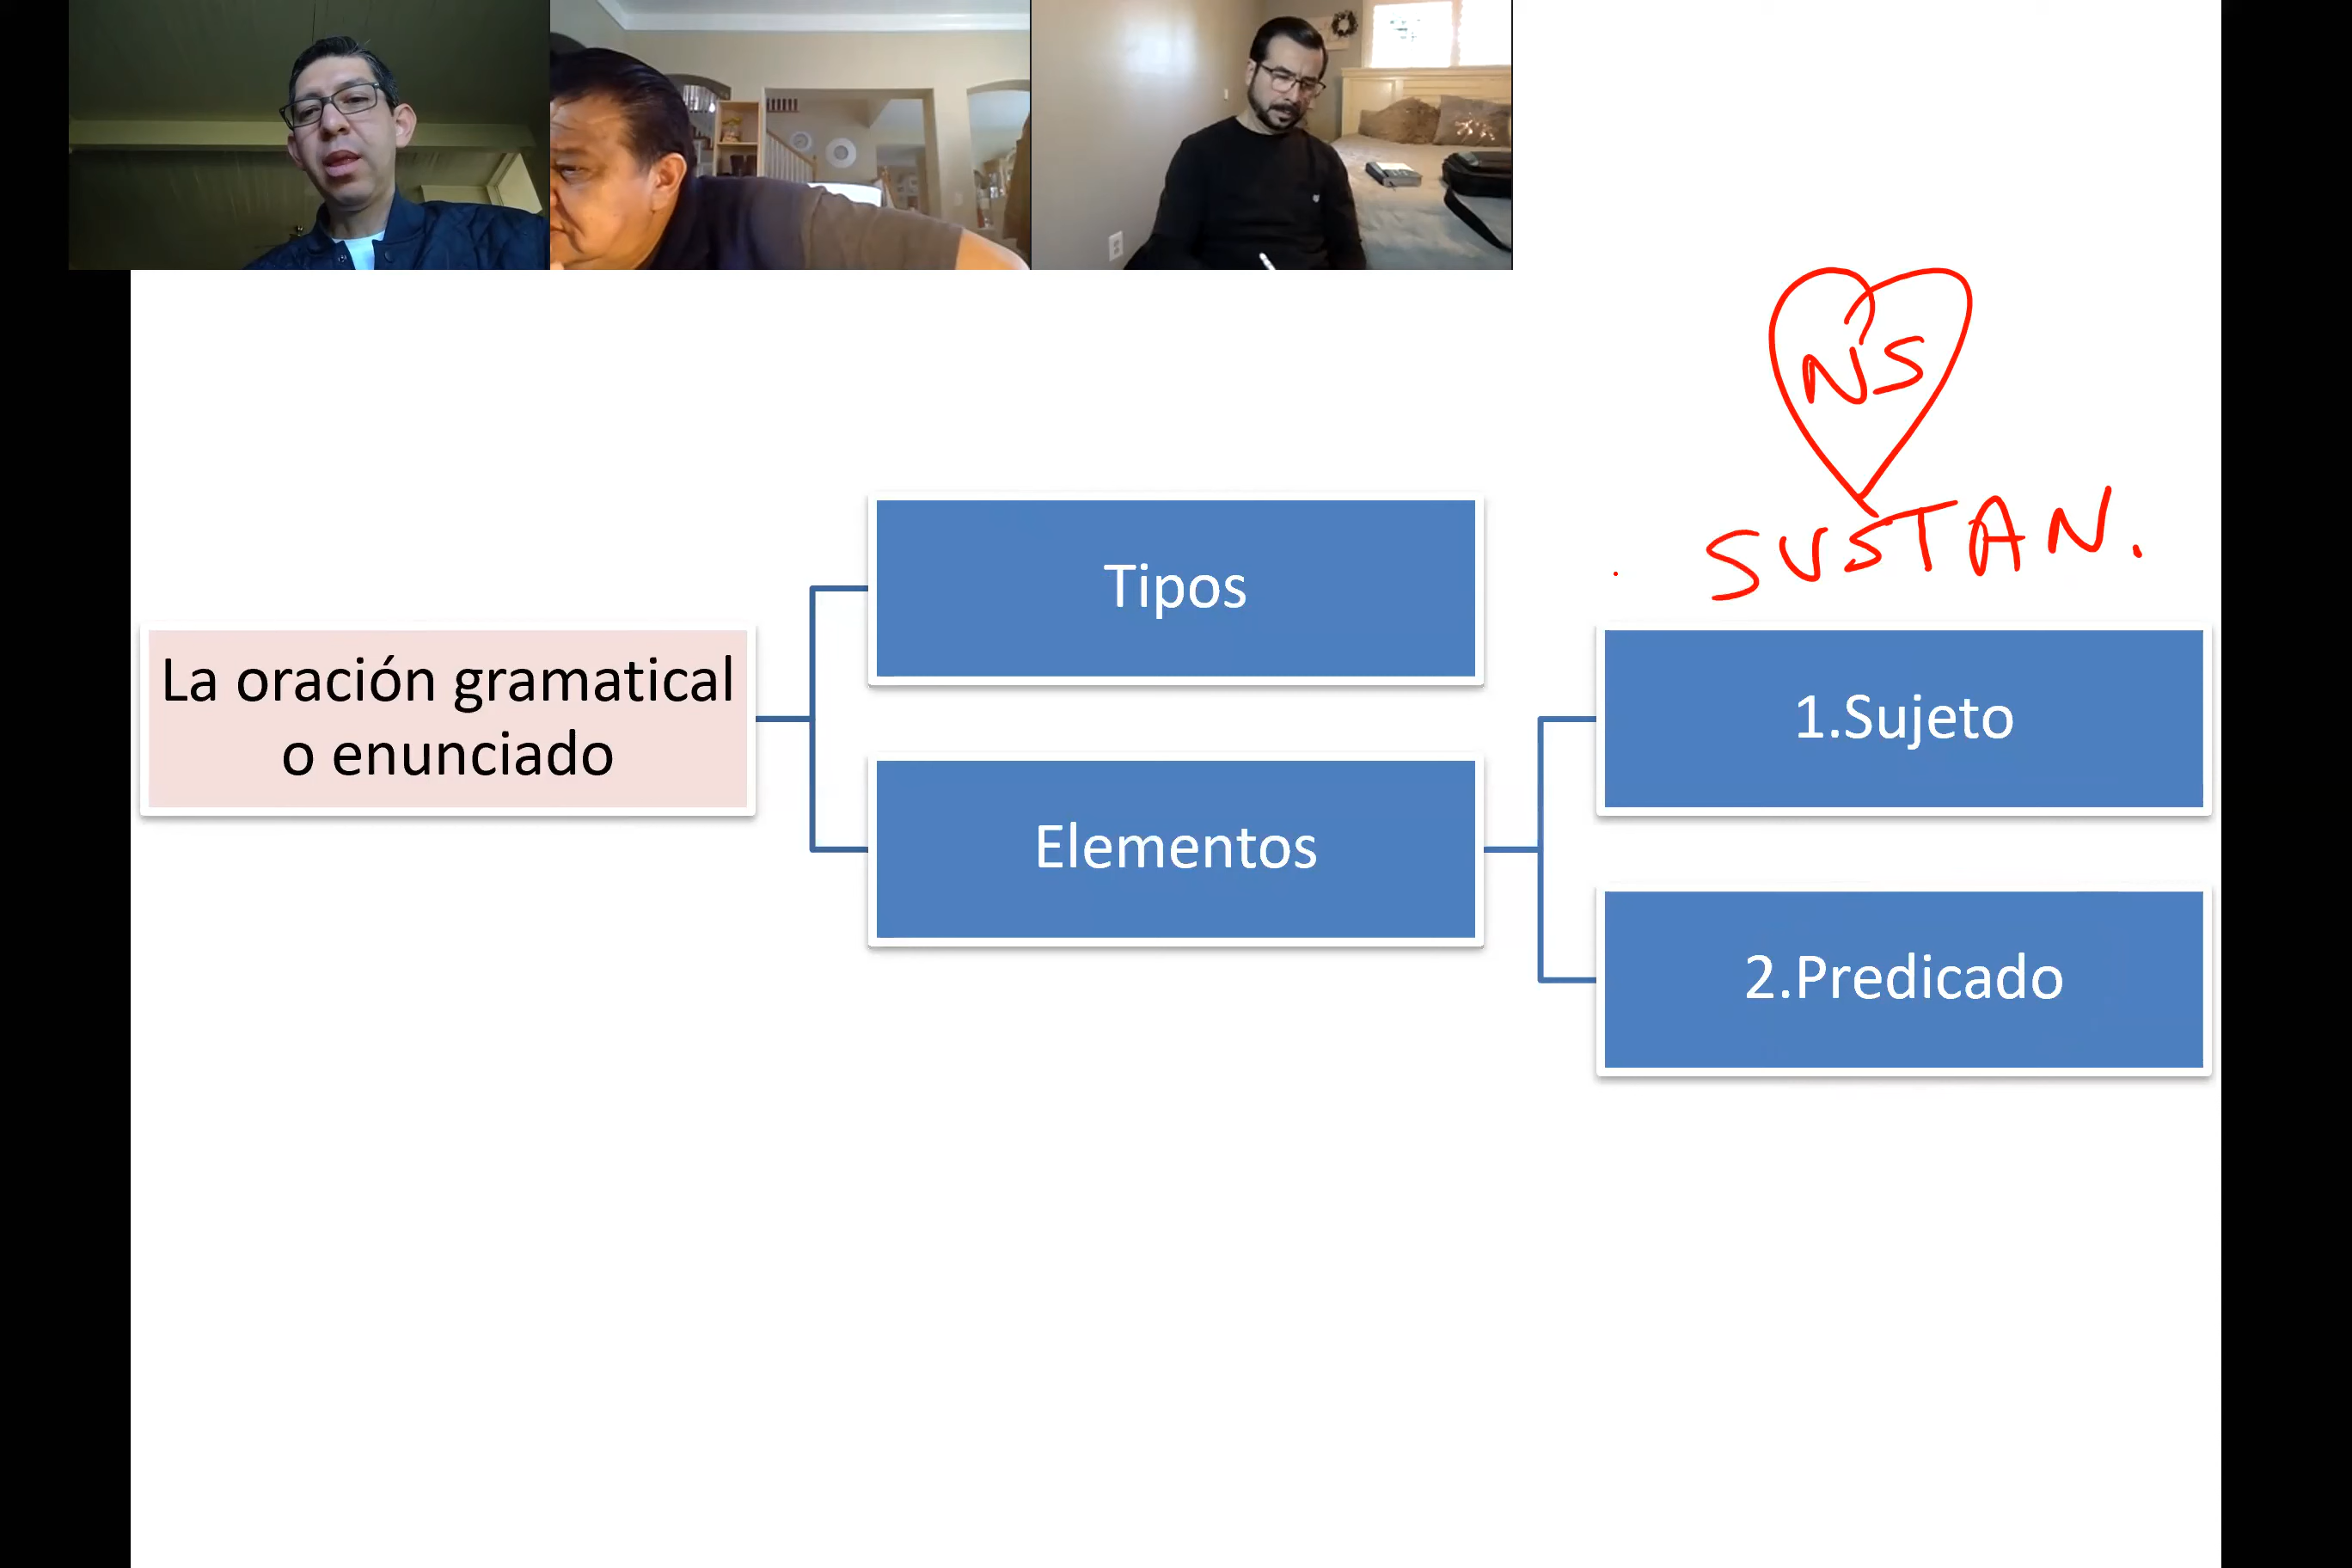 NS
SUSTAN.
Tipos
La oración gramatical
o enunciado
Elementos
1.Sujeto
2.Predicado